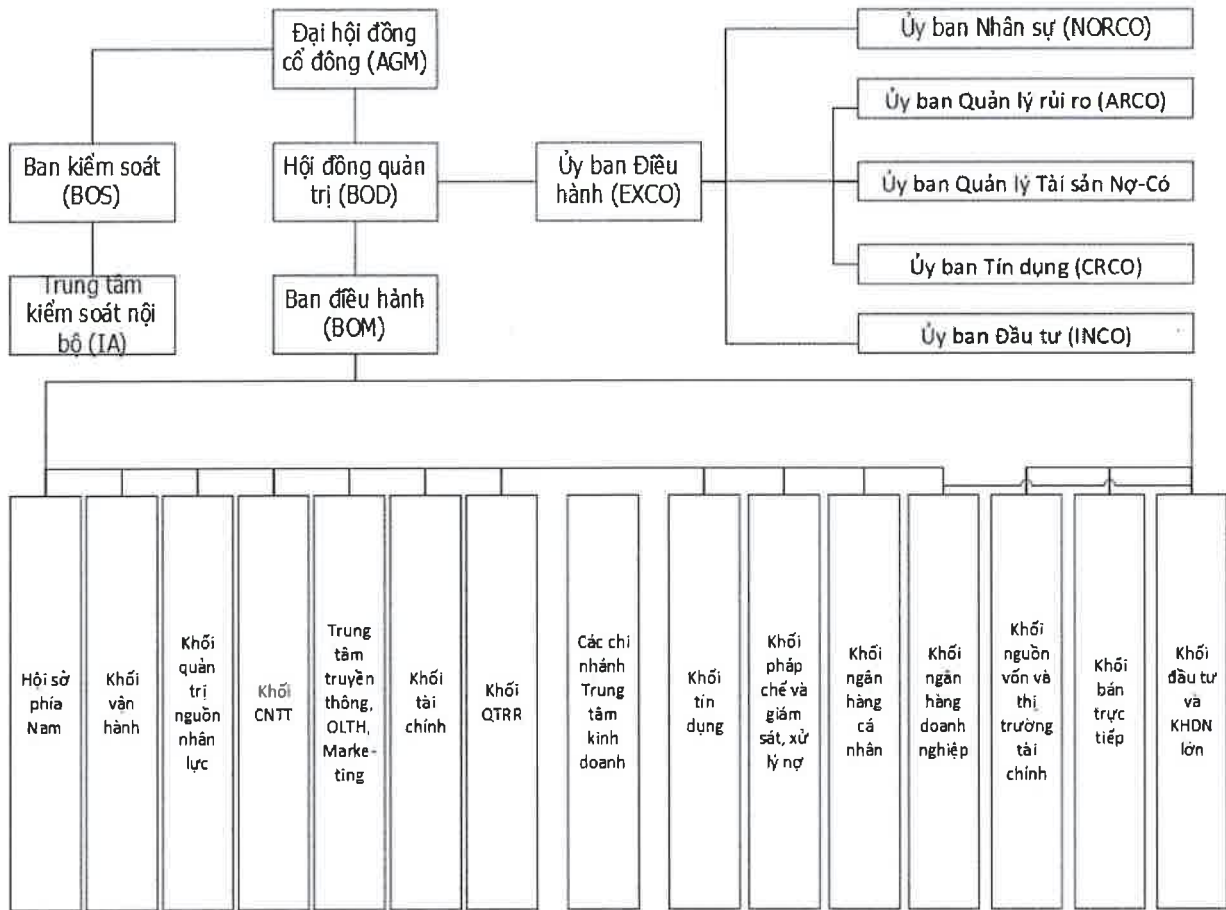 Đại hội đồng
cổ đông (AGM)
Ủy ban Nhân sự (NORCO)
Ủy ban Quản lý rủi ro (ARCO)
Ban kiểm soát
(BOS)
Hội đồng quản
trị (BOD)
Ủy ban Điều
hành (EXCO)
Ủy ban Quản lý Tài sản Nợ-Có
Ủy ban Tín dụng (CRCO)
Trung tâm
kiểm soát nội
bộ (IA)
Ban điều hành
(BOM)
Ủy ban Đầu tư (INCO)
Hội sở
phía
Nam
Khối
vận
hành
Khối
quản
trị
nguồn
nhân
lực
Khối
CNTT
Trung
tâm
truyền
thông,
OLTH,
Marke-
ting
Khối
tài
chính
Khối
QTRR
Các chi
nhánh
Trung
tâm
kinh
doanh
Khối
tín
dụng
Khối
pháp
chế và
giám
sát, xử
lý nợ
Khối
ngân
hàng
cá
nhân
Khối
ngân
hàng
doanh
nghiệp
Khối
nguồn
vốn và
thị
trường
tài
chính
Khối
bán
trực
tiếp
Khối
đầu tư
và
KHDN
lớn